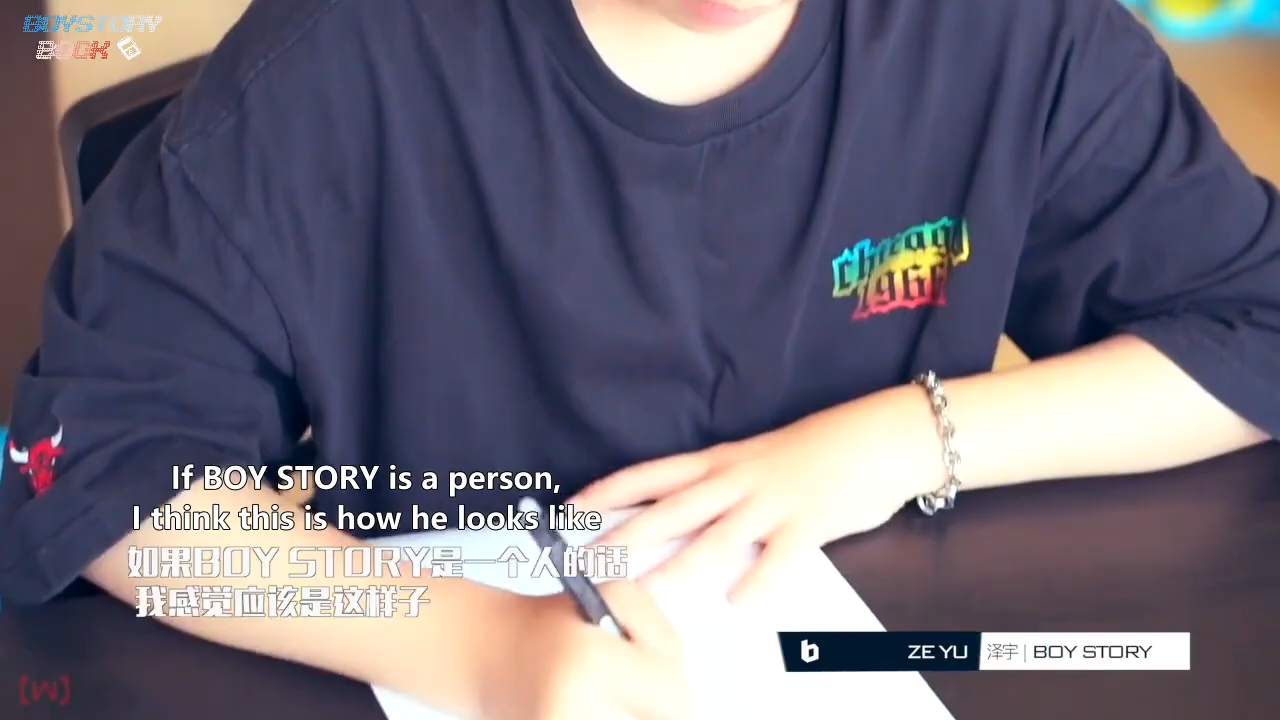 BOYSTORY
BOOK
chicago
1966
If BOY STORY is a person,
I think this is how he looks like
如果BOY STORY是一个人的话
我感觉应该是这样子
b
ZE YU 泽宇 | BOY STORY
[W]